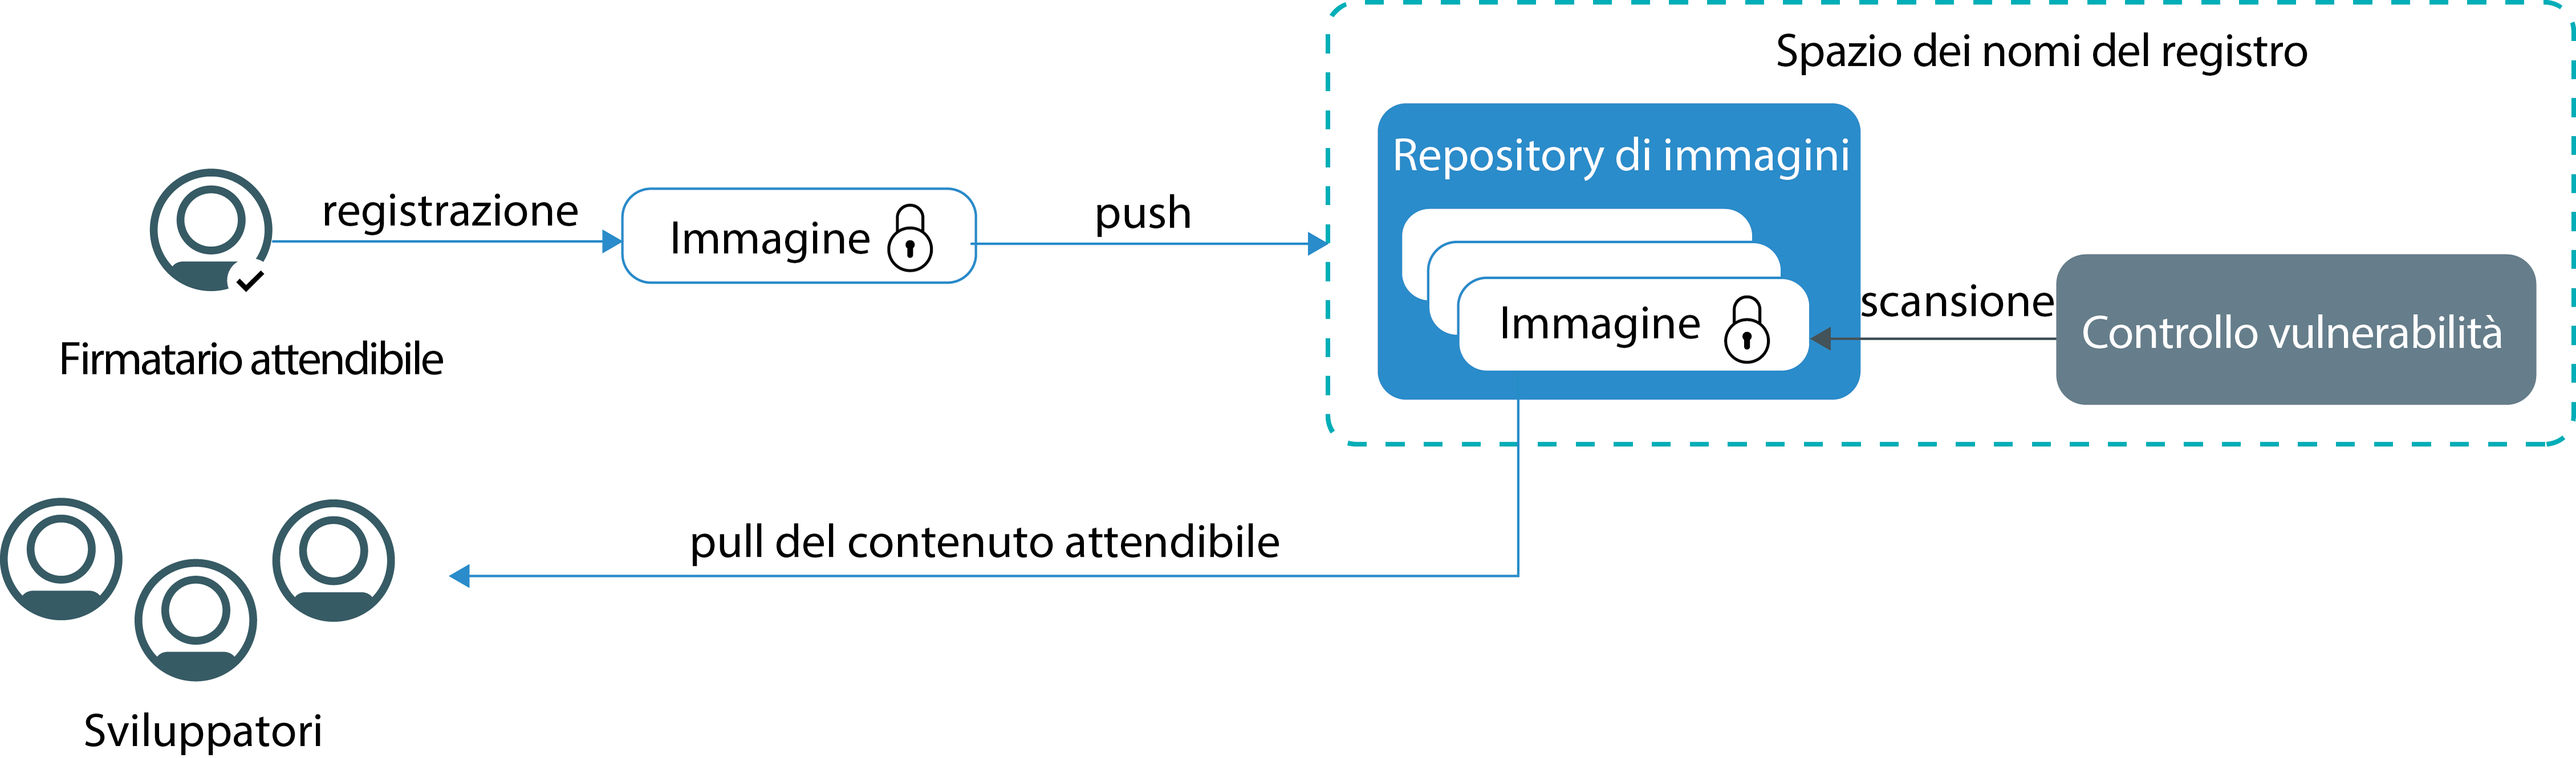 Spazio dei nomi del registro
Repository di immagini
registrazione
Immagine
push
Immagine
scansione
Controllo vulnerabilità
Firmatario attendibile
pull del contenuto attendibile
Sviluppatori